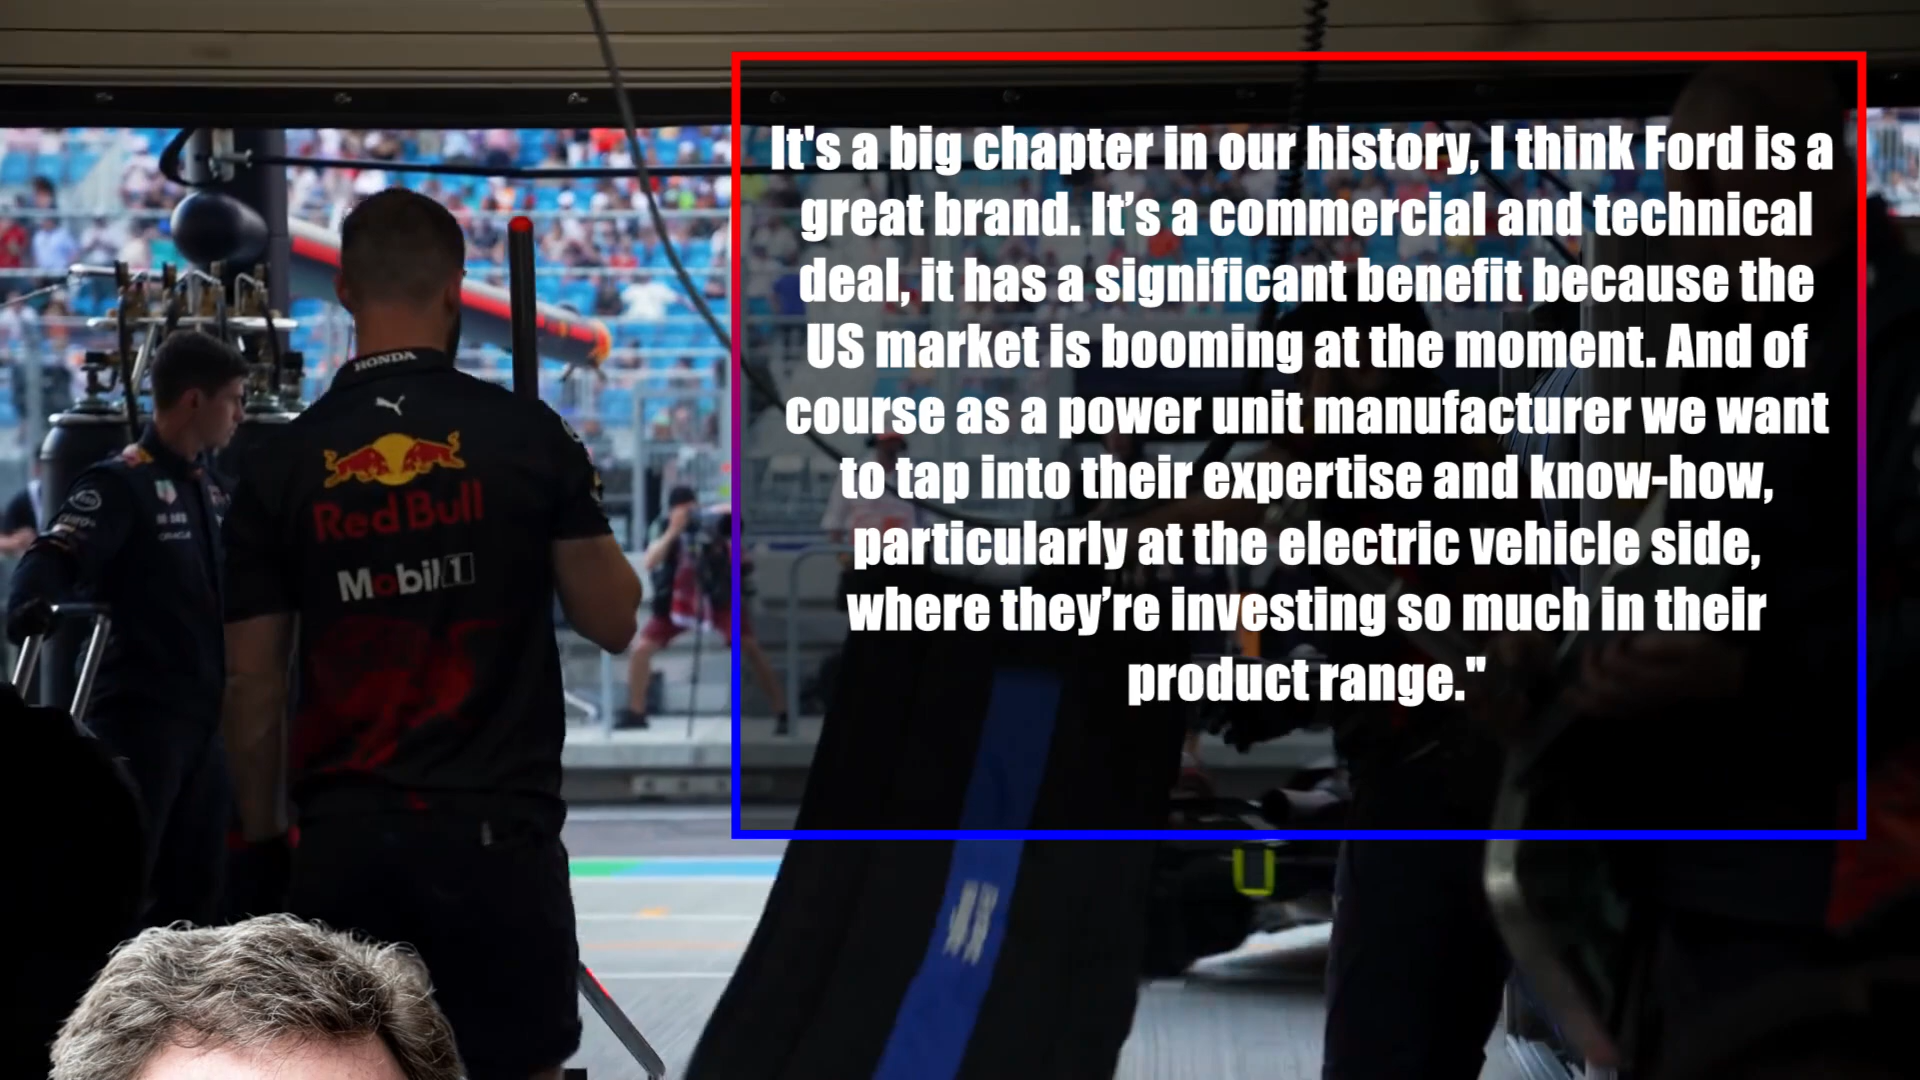 It's a big chapter in our history, I think Ford is a
great brand. It’s a commercial and technical
deal, it has a significant benefit because the
US market is booming at the moment. And of
course as a power unit manufacturer we want
to tap into their expertise and know-how,
particularly at the electric vehicle side,
where they’re investing so much in their
product range."
HONDA
Red Bull
Mobil 1